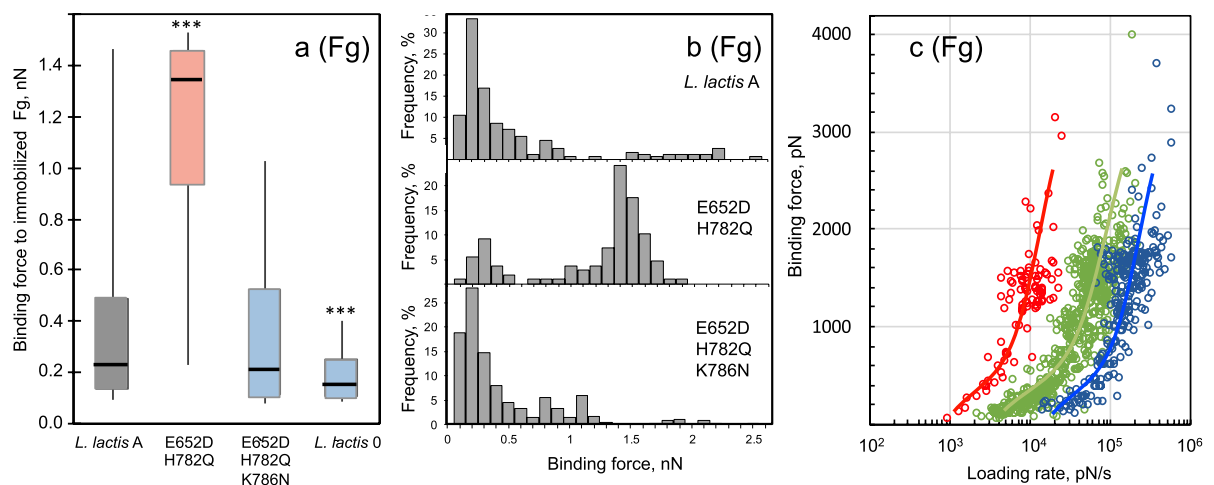 a (Fg)
***
***
Binding force to immobilized Fg, nN
1.4
1.2
1.0
0.8
0.6
0.4
0.2
0.0
L. lactis A
E652D
H782Q
E652D
H782Q
K786N
L. lactis 0
b (Fg)
L. lactis A
Frequency, %
30
25
20
15
10
5
E652D
H782Q
Frequency, %
20
15
10
5
E652D
H782Q
K786N
Frequency, %
25
20
15
10
5
0
0
0.5
1
1.5
2
2.5
Binding force, nN
c (Fg)
Binding force, pN
4000
3000
2000
1000
10²
10³
10⁴
10⁵
10⁶
Loading rate, pN/s